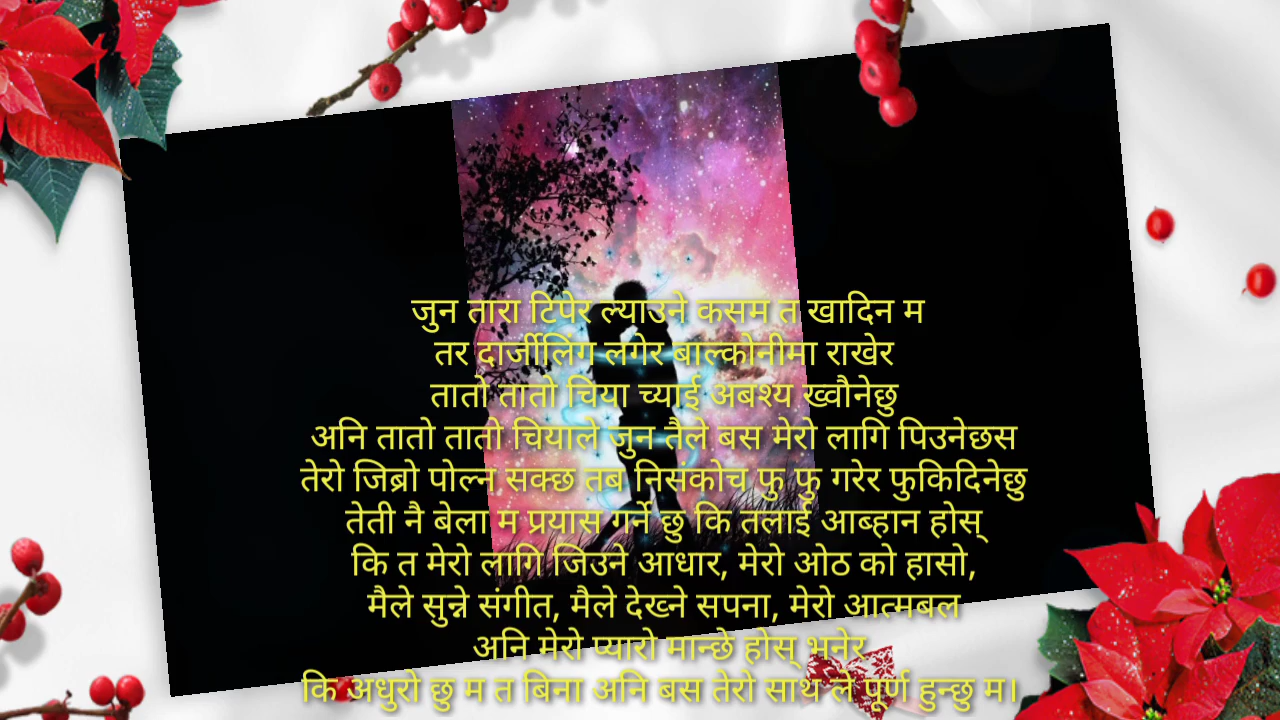 जुन तारा टिपेर ल्याउने कसम त खादिन म
तर दार्जीलिंग लगेर बाल्कोनीमा राखेर
तातो तातो चिया च्याई अबश्य ख्वौनेछु
अनि तातो तातो चियाले जुन तैले बस मेरो लागि पिउनेछस
तेरो जिब्रो पोल्न सक्छ तब निसंकोच फु फु गरेर फुकिदिनेछु
तेती नै बेला म प्रयास गर्ने छु कि तलाई आब्हान होस्
कि त मेरो लागि जिउने आधार, मेरो ओठ को हासो,
मैले सुन्ने संगीत, मैले देख्ने सपना, मेरो आत्मबल
अनि मेरो प्यारो मान्छे होस् भनेर
कि अधुरो छु म त बिना अनि बस तेरो साथ ले पूर्ण हुन्छु म।